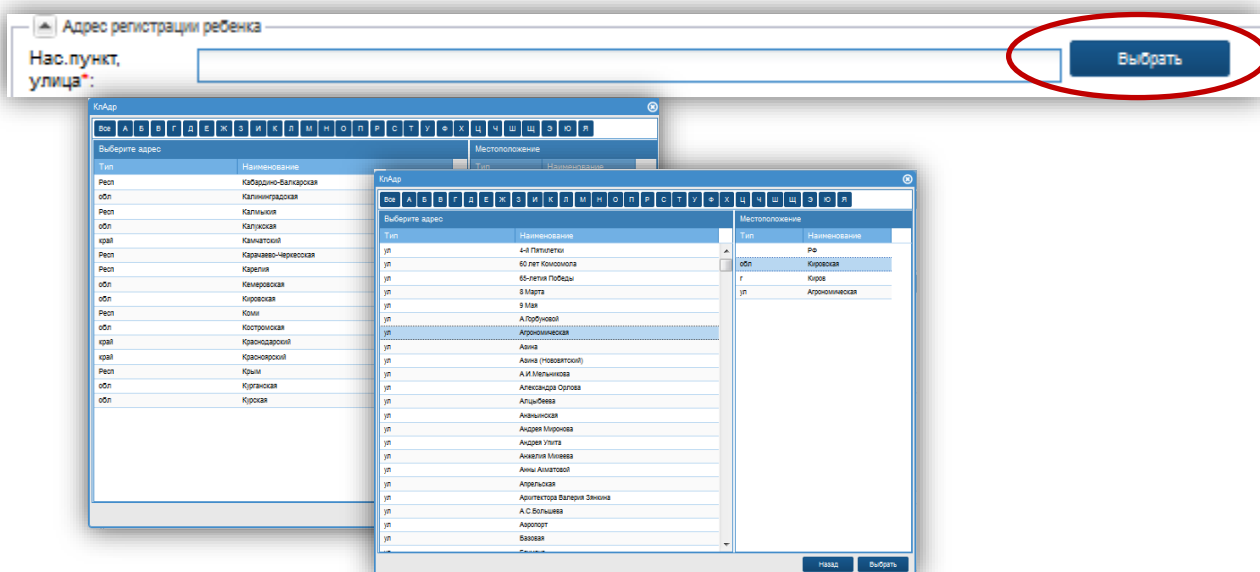 Адрес регистрации ребенка
Нас.пункт,
улица*:
Выбрать
КлАдр
Все А Б В Г Д Е Ж З И К Л М Н О П Р С Т У Ф Х Ц Ч Ш Щ Э Ю Я
Выберите адрес Местоположение
Тип Наименование Тип Наименование
Респ Кабардино-Балкарская
обл Калининградская
Респ Калмыкия
обл Калужская
край Камчатский
Респ Карачаево-Черкесская
Респ Карелия
обл Кемеровская
обл Кировская
Респ Коми
обл Костромская
край Краснодарский
край Красноярский
Респ Крым
обл Курганская
обл Курская
КлАдр
Все А Б В Г Д Е Ж З И К Л М Н О П Р С Т У Ф Х Ц Ч Ш Щ Э Ю Я
Выберите адрес Местоположение
Тип Наименование Тип Наименование
ул 4-й Пятилетки РФ
ул 60 лет Комсомола обл Кировская
ул 65-летия Победы г Киров
ул 8 Марта ул Агрономическая
ул 9 Мая
ул А.Горбуновой
ул Агрономическая
ул Азина
ул Азина (Нововятский)
ул А.И.Мельникова
ул Александра Орлова
ул Алцыбеева
ул Ананьинская
ул Андрея Миронова
ул Андрея Упита
ул Анжелия Михеева
ул Анны Ахматовой
ул Апрельская
ул Архитектора Валерия Зянкина
ул А.С.Большева
ул Аэропорт
ул Базовая
Назад Выбрать